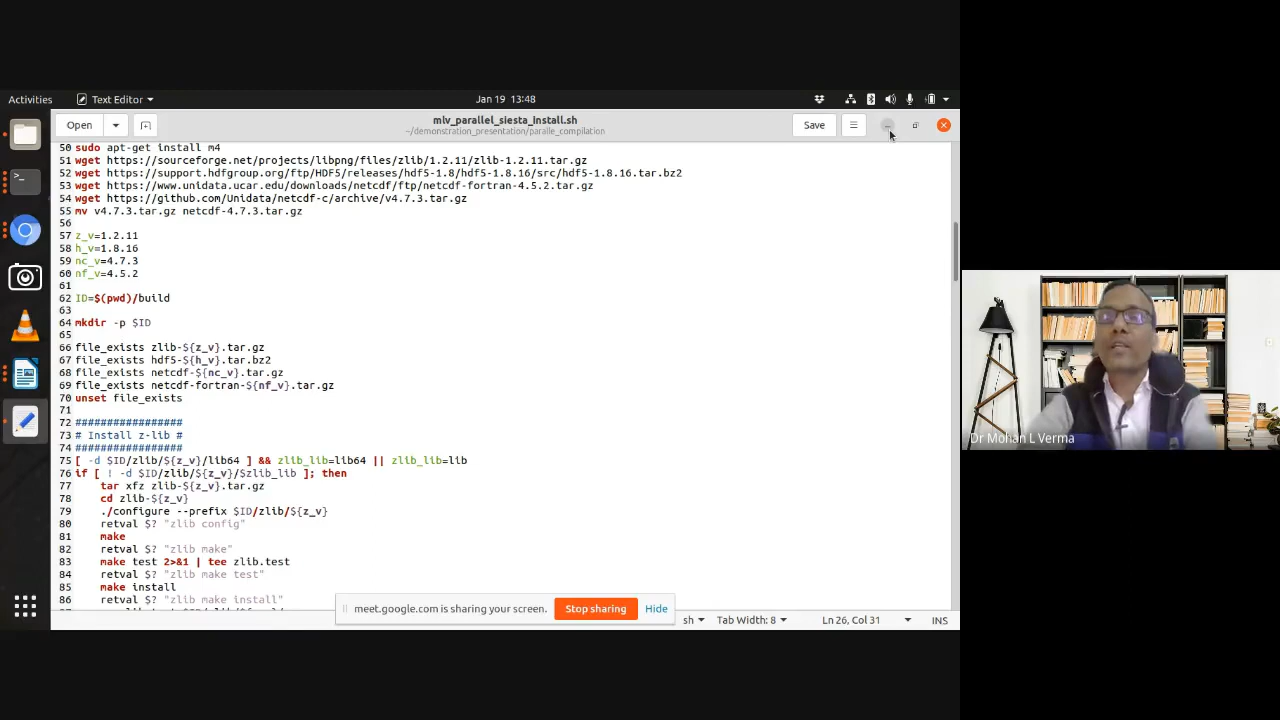 Activities
Text Editor
Jan 19 13:48
Open
mlv_parallel_siesta_install.sh
~/demonstration_presentation/paralle_compilation
Save
50 sudo apt-get install m4
51 wget https://sourceforge.net/projects/libpng/files/zlib/1.2.11/zlib-1.2.11.tar.gz
52 wget https://support.hdfgroup.org/ftp/HDF5/releases/hdf5-1.8/hdf5-1.8.16/src/hdf5-1.8.16.tar.bz2
53 wget https://www.unidata.ucar.edu/downloads/netcdf/ftp/netcdf-fortran-4.5.2.tar.gz
54 wget https://github.com/Unidata/netcdf-c/archive/v4.7.3.tar.gz
55 mv v4.7.3.tar.gz netcdf-4.7.3.tar.gz
56
57 z_v=1.2.11
58 h_v=1.8.16
59 nc_v=4.7.3
60 nf_v=4.5.2
61
62 ID=$(pwd)/build
63
64 mkdir -p $ID
65
66 file_exists zlib-${z_v}.tar.gz
67 file_exists hdf5-${h_v}.tar.bz2
68 file_exists netcdf-${nc_v}.tar.gz
69 file_exists netcdf-fortran-${nf_v}.tar.gz
70 unset file_exists
71
72 #################
73 # Install z-lib #
74 #################
75 [ -d $ID/zlib/${z_v}/lib64 ] && zlib_lib=lib64 || zlib_lib=lib
76 if [ ! -d $ID/zlib/${z_v}/$zlib_lib ]; then
77 tar xfz zlib-${z_v}.tar.gz
78 cd zlib-${z_v}
79 ./configure --prefix $ID/zlib/${z_v}
80 retval $? "zlib config"
81 make
82 retval $? "zlib make"
83 make test 2>&1 | tee zlib.test
84 retval $? "zlib make test"
85 make install
86 retval $? "zlib make install"
meet.google.com is sharing your screen.
Stop sharing
Hide
sh
Tab Width: 8
Ln 26, Col 31
INS
Dr Mohan L Verma